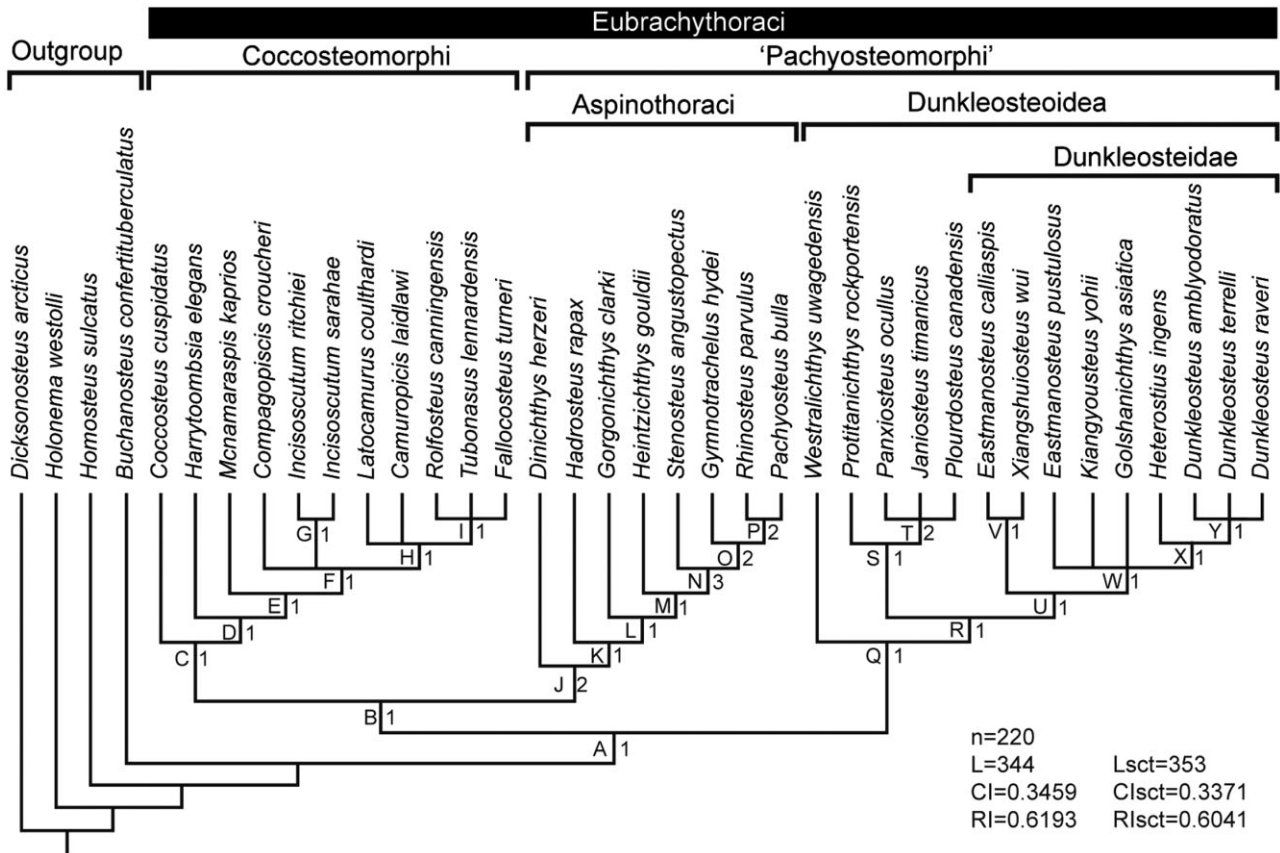 Eubrachythoraci
Outgroup
Coccosteomorphi
‘Pachyosteomorphi’
Aspinothoraci
Dunkleosteoidea
Dunkleosteidae
Dicksonosteus arcticus
Holonema westolli
Homosteus sulcatus
Buchanosteus confertituberculatus
Coccosteus cuspidatus
Harrytoombsia elegans
Mcnamaraspis kaprios
Compagopiscis croucheri
Incisoscutum ritchiei
Incisoscutum sarahae
Latocamurus coulthardi
Camuropicis laidlawi
Rolfosteus canningensis
Tubonasus lennardensis
Fallocosteus turneri
Dinichthys herzeri
Hadrosteus rapax
Gorgonichthys clarki
Heintzichthys gouldii
Stenosteus angustopectus
Gymnotrachelus hydei
Rhinosteus parvulus
Pachyosteus bulla
Westralichthys uwagedensis
Protitanichthys rockportensis
Panxiosteus ocullus
Janiosteus timanicus
Plourdosteus canadensis
Eastmanosteus calliaspis
Xiangshuiosteus wui
Eastmanosteus pustulosus
Kiangyousteus yohii
Golshanichthys asiatica
Heterostius ingens
Dunkleosteus amblyodoratus
Dunkleosteus terrelli
Dunkleosteus raveri
G 1
I 1
P 2
T 2
V 1
Y 1
H 1
O 2
S 1
X 1
F 1
N 3
W 1
E 1
M 1
U 1
D 1
L 1
R 1
C 1
K 1
Q 1
J 2
B 1
A 1
n=220
L=344 Lsct=353
CI=0.3459 CIsct=0.3371
RI=0.6193 RIsct=0.6041